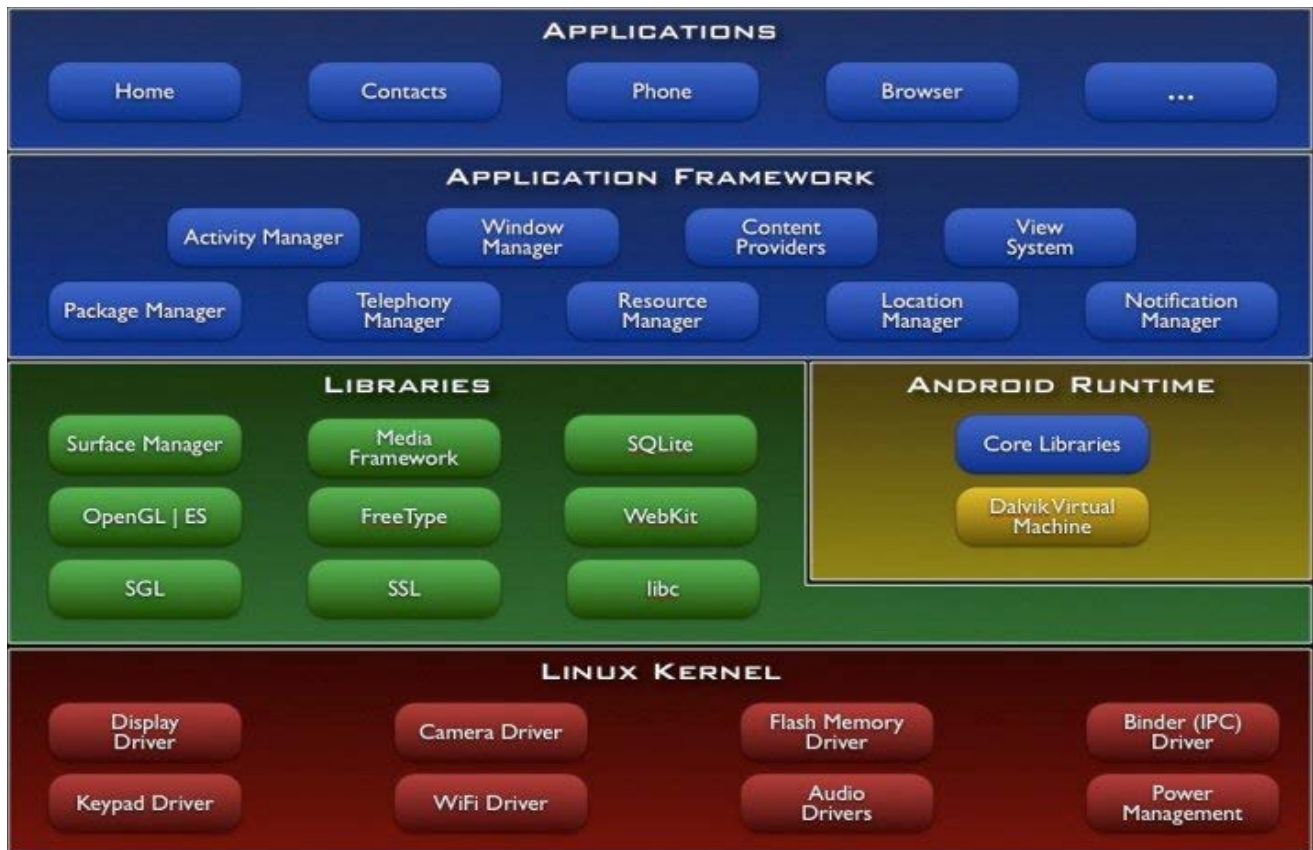 APPLICATIONS
Home
Contacts
Phone
Browser
...
APPLICATION FRAMEWORK
Activity Manager
Window
Manager
Content
Providers
View
System
Package Manager
Telephony
Manager
Resource
Manager
Location
Manager
Notification
Manager
LIBRARIES
Surface Manager
Media
Framework
SQLite
OpenGL | ES
FreeType
WebKit
SGL
SSL
libc
ANDROID RUNTIME
Core Libraries
Dalvik Virtual
Machine
LINUX KERNEL
Display
Driver
Camera Driver
Flash Memory
Driver
Binder (IPC)
Driver
Keypad Driver
WiFi Driver
Audio
Drivers
Power
Management